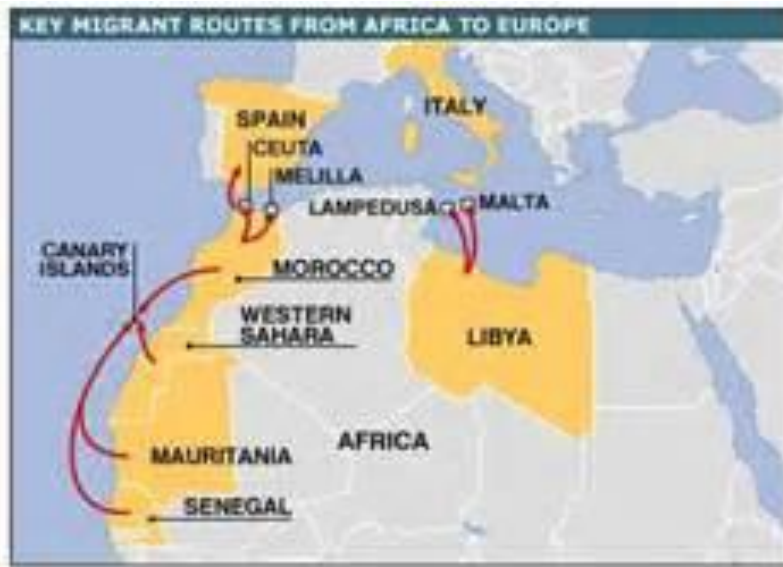 KEY MIGRANT ROUTES FROM AFRICA TO EUROPE
ITALY
SPAIN
CEUTA
MELILLA
LAMPEDUSA
MALTA
CANARY
ISLANDS
MOROCCO
WESTERN
SAHARA
LIBYA
AFRICA
MAURITANIA
SENEGAL